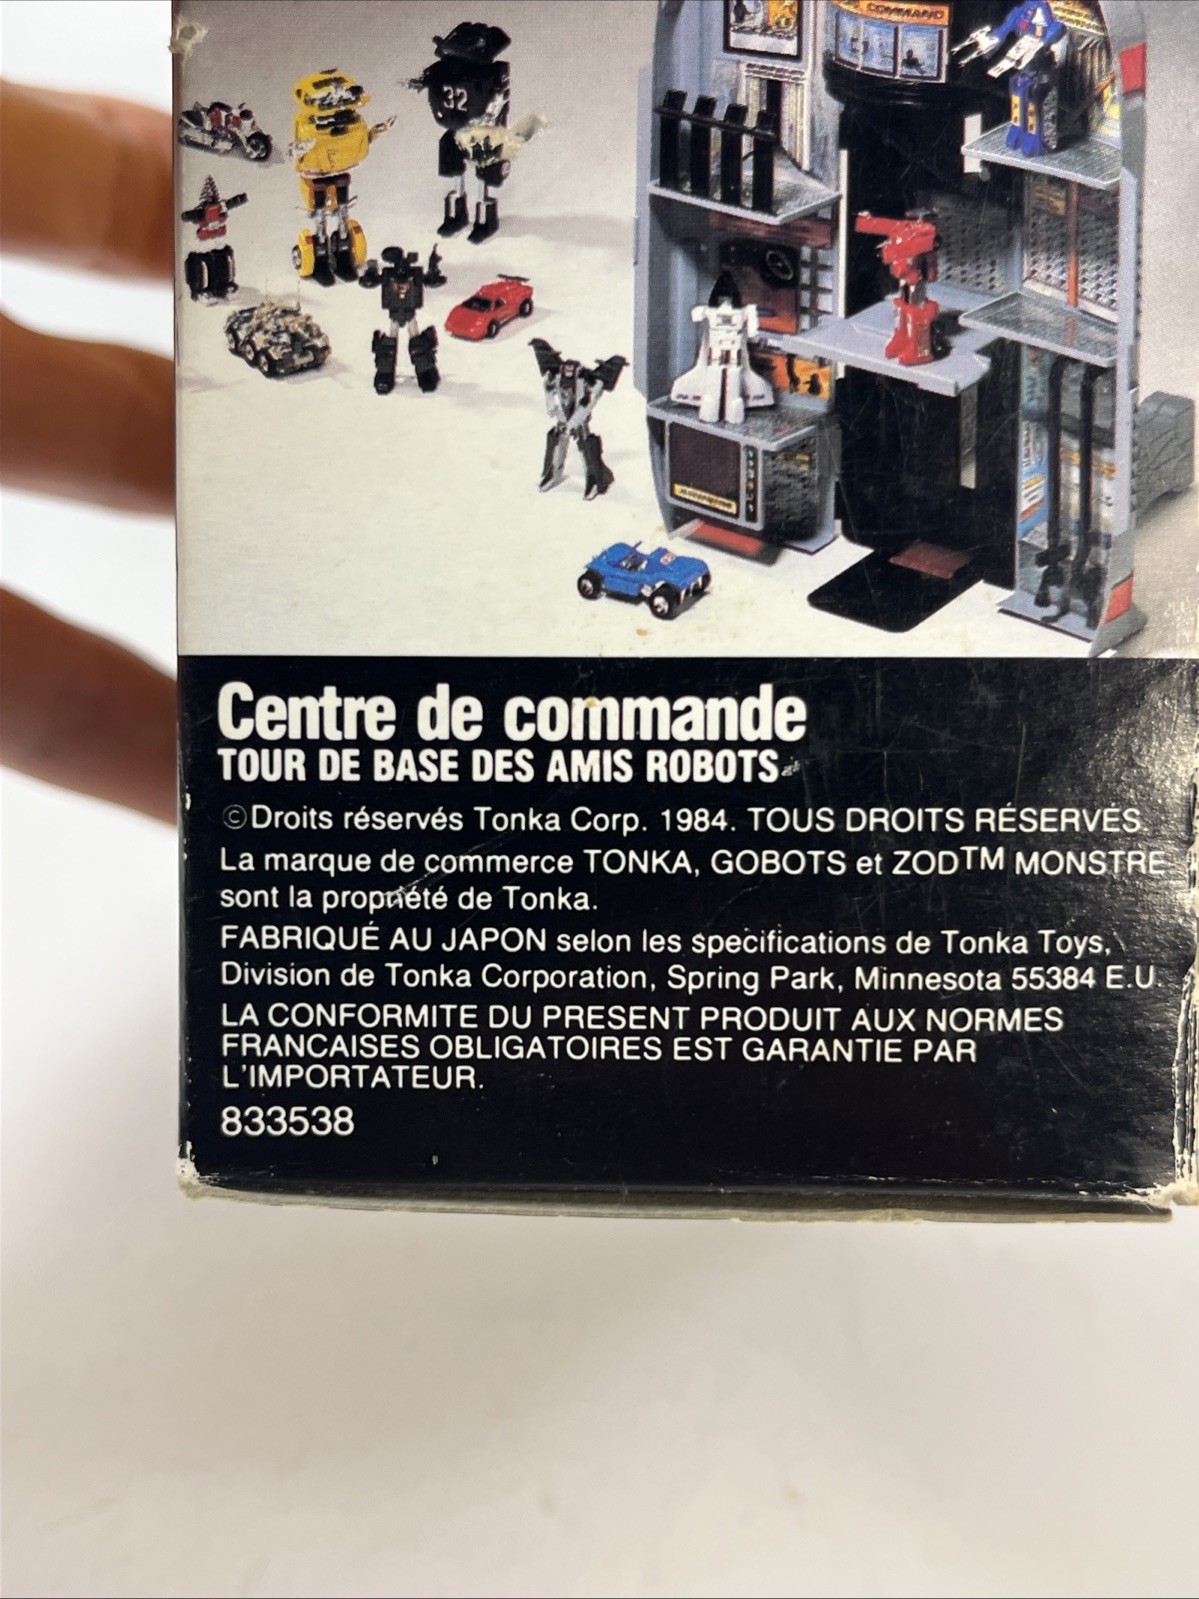 COMMAND
32
Centre de commande
TOUR DE BASE DES AMIS ROBOTS
©Droits réservés Tonka Corp. 1984. TOUS DROITS RÉSERVÉS.
La marque de commerce TONKA, GOBOTS et ZOD™ MONSTRE
sont la propriété de Tonka.
FABRIQUÉ AU JAPON selon les specifications de Tonka Toys,
Division de Tonka Corporation, Spring Park, Minnesota 55384 E.U.
LA CONFORMITE DU PRESENT PRODUIT AUX NORMES
FRANCAISES OBLIGATOIRES EST GARANTIE PAR
L'IMPORTATEUR.
833538